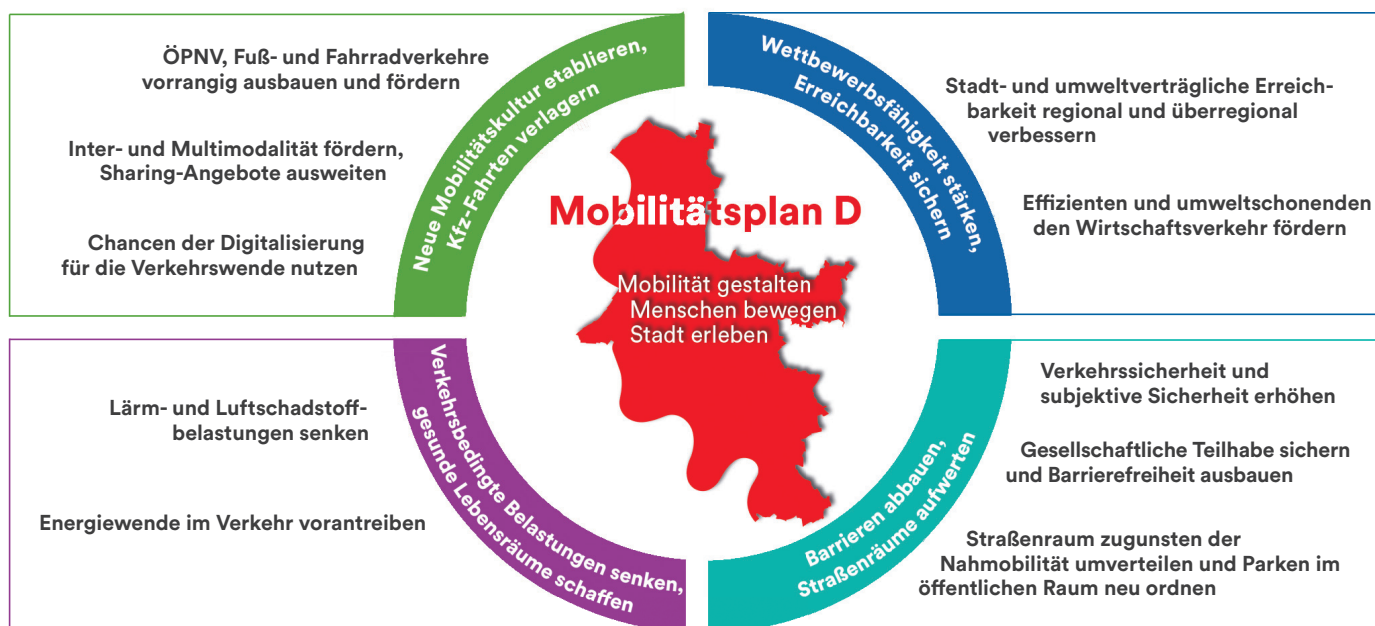 ÖPNV, Fuß- und Fahrradverkehre
vorrangig ausbauen und fördern
Inter- und Multimodalität fördern,
Sharing-Angebote ausweiten
Chancen der Digitalisierung
für die Verkehrswende nutzen
Neue Mobilitätskultur etablieren,
Kfz-Fahrten verlagern
Wettbewerbsfähigkeit stärken,
Erreichbarkeit sichern
Stadt- und umweltverträgliche Erreich-
barkeit regional und überregional
verbessern
Effizienten und umweltschonenden
den Wirtschaftsverkehr fördern
Mobilitätsplan D
Mobilität gestalten
Menschen bewegen
Stadt erleben
Lärm- und Luftschadstoff-
belastungen senken
Energiewende im Verkehr vorantreiben
Verkehrsbedingte Belastungen senken,
gesunde Lebensräume schaffen
Barrieren abbauen,
Straßenräume aufwerten
Verkehrssicherheit und
subjektive Sicherheit erhöhen
Gesellschaftliche Teilhabe sichern
und Barrierefreiheit ausbauen
Straßenraum zugunsten der
Nahmobilität umverteilen und Parken im
öffentlichen Raum neu ordnen